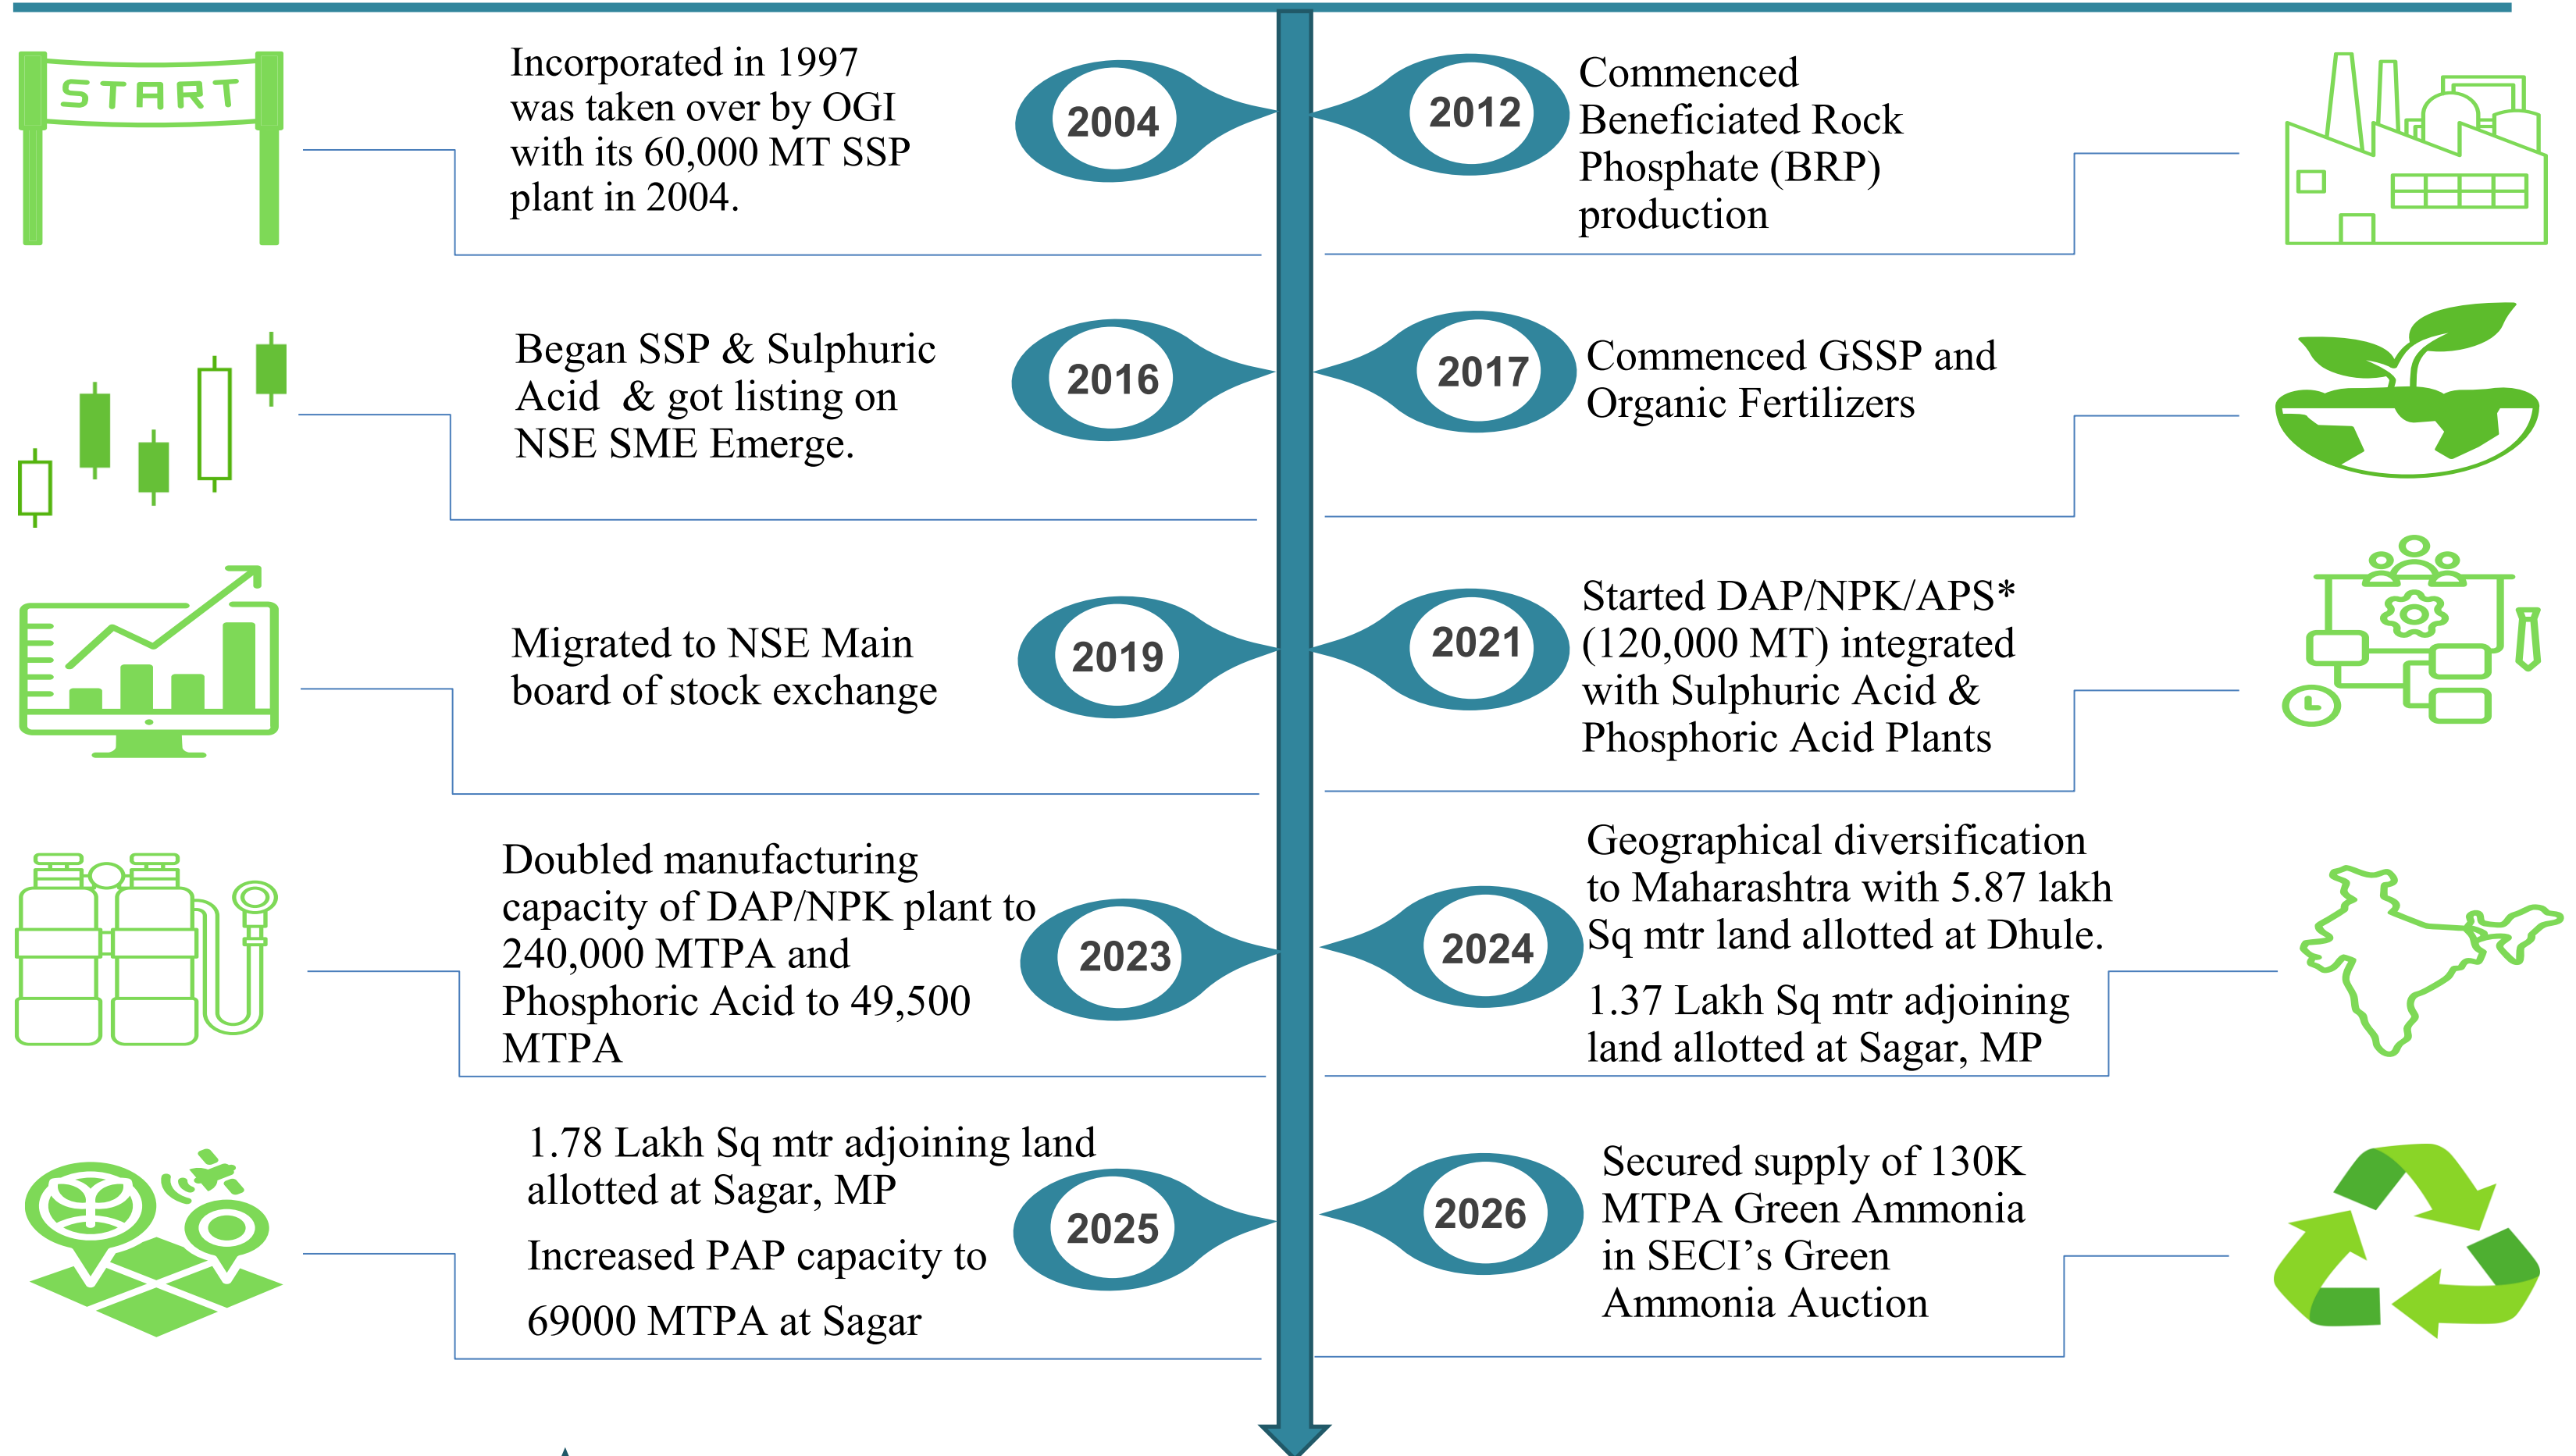 START
Incorporated in 1997
was taken over by OGI
with its 60,000 MT SSP
plant in 2004.
2004
2012
Commenced
Beneficiated Rock
Phosphate (BRP)
production
Began SSP & Sulphuric
Acid & got listing on
NSE SME Emerge.
2016
2017
Commenced GSSP and
Organic Fertilizers
Migrated to NSE Main
board of stock exchange
2019
2021
Started DAP/NPK/APS*
(120,000 MT) integrated
with Sulphuric Acid &
Phosphoric Acid Plants
Doubled manufacturing
capacity of DAP/NPK plant to
240,000 MTPA and
Phosphoric Acid to 49,500
MTPA
2023
2024
Geographical diversification
to Maharashtra with 5.87 lakh
Sq mtr land allotted at Dhule.
1.37 Lakh Sq mtr adjoining
land allotted at Sagar, MP
1.78 Lakh Sq mtr adjoining land
allotted at Sagar, MP
Increased PAP capacity to
69000 MTPA at Sagar
2025
2026
Secured supply of 130K
MTPA Green Ammonia
in SECI’s Green
Ammonia Auction